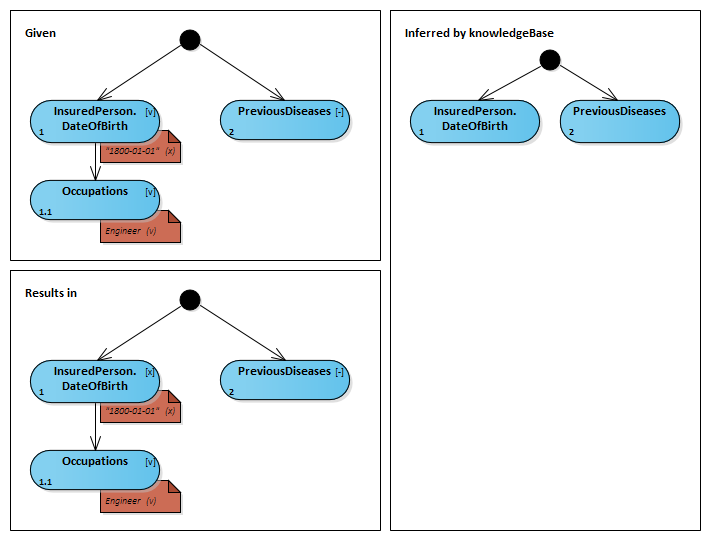 Given
InsuredPerson. [v]
DateOfBirth
1
"1800-01-01" (x)
PreviousDiseases [-]
2
Occupations [v]
1.1
Engineer (v)
Inferred by knowledgeBase
InsuredPerson.
DateOfBirth
1
PreviousDiseases
2
Results in
InsuredPerson. [x]
DateOfBirth
1
"1800-01-01" (x)
PreviousDiseases [-]
2
Occupations [v]
1.1
Engineer (v)